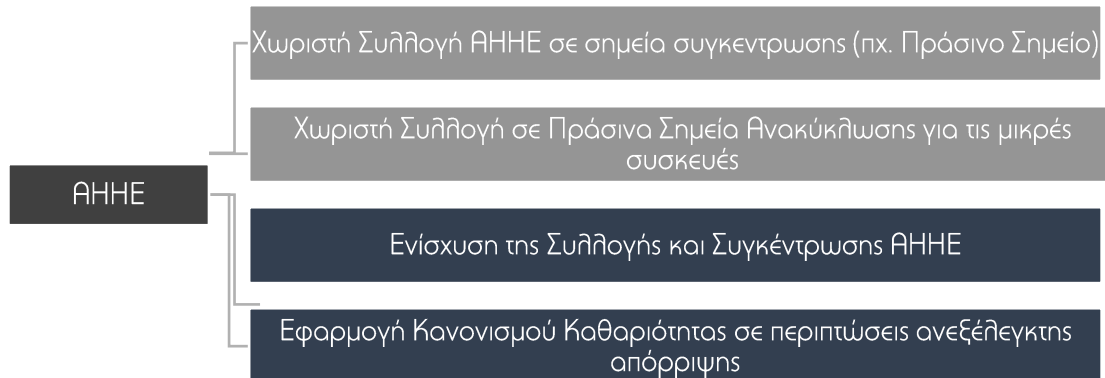 Χωριστή Συλλογή ΑΗΗΕ σε σημεία συγκεντρωσης (πχ. Πράσινο Σημείο)
Χωριστή Συλλογή σε Πράσινα Σημεία Ανακύκλωσης για τις μικρές
συσκευές
ΑΗΗΕ
Ενίσχυση της Συλλογής και Συγκέντρωσης ΑΗΗΕ
Εφαρμογή Κανονισμού Καθαριότητας σε περιπτώσεις ανεξέλεγκτης
απόρριψης